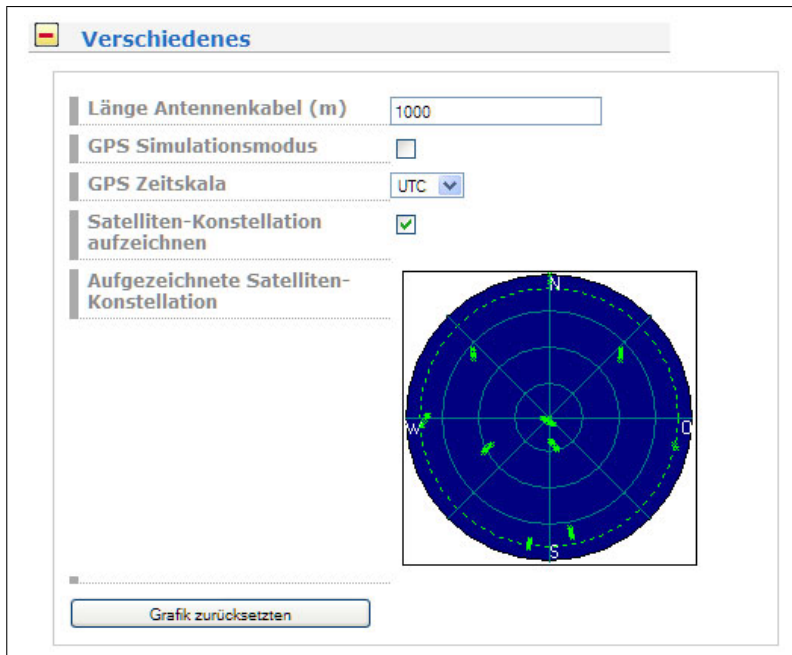 Verschiedenes
Länge Antennenkabel (m)
1000
GPS Simulationsmodus
GPS Zeitskala
UTC
Satelliten-Konstellation
aufzeichnen
Aufgezeichnete Satelliten-
Konstellation
N
W
O
S
Grafik zurücksetzten